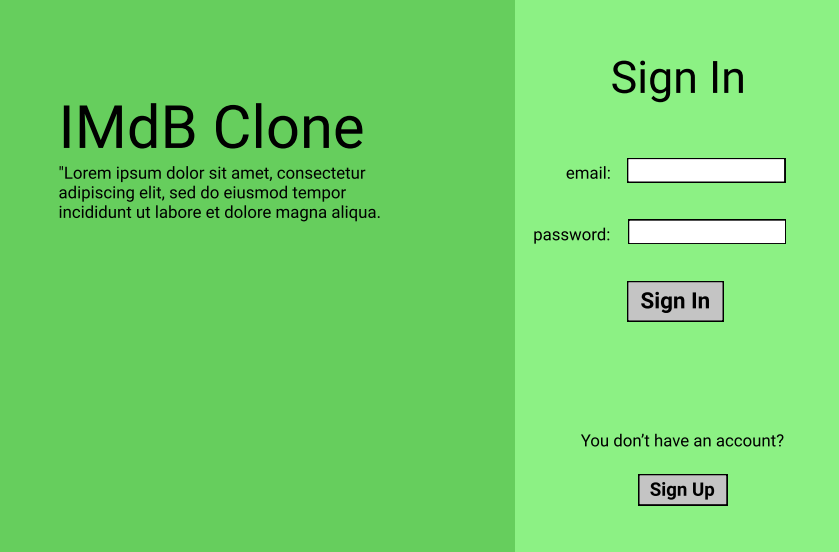 IMdB Clone
"Lorem ipsum dolor sit amet, consectetur
adipiscing elit, sed do eiusmod tempor
incididunt ut labore et dolore magna aliqua.
Sign In
email:
password:
Sign In
You don’t have an account?
Sign Up